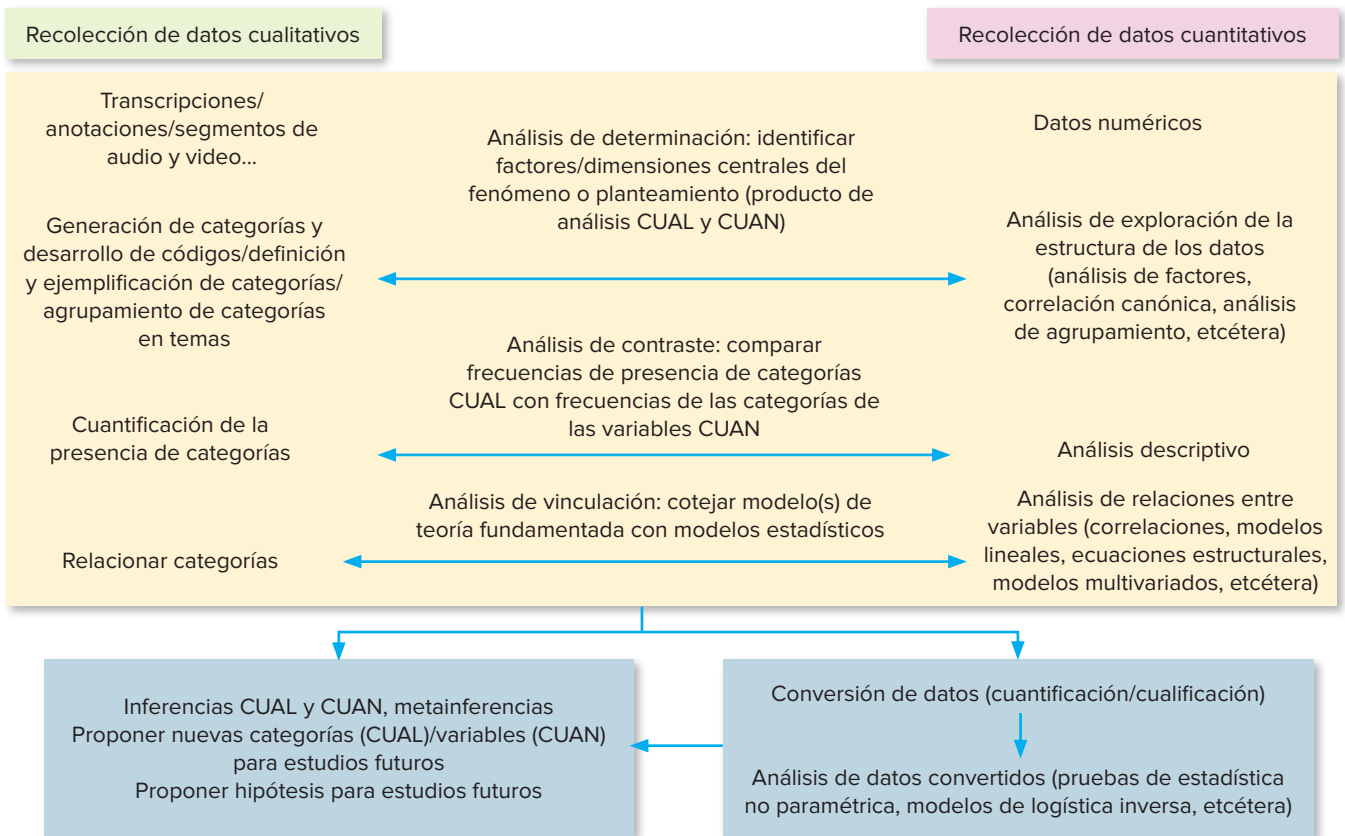 Recolección de datos cualitativos
Recolección de datos cuantitativos
Transcripciones/
anotaciones/segmentos de
audio y video...
Análisis de determinación: identificar
factores/dimensiones centrales del
fenómeno o planteamiento (producto de
análisis CUAL y CUAN)
Datos numéricos
Generación de categorías y
desarrollo de códigos/definición
y ejemplificación de categorías/
agrupamiento de categorías
en temas
Análisis de exploración de la
estructura de los datos
(análisis de factores,
correlación canónica, análisis
de agrupamiento, etcétera)
Análisis de contraste: comparar
frecuencias de presencia de categorías
CUAL con frecuencias de las categorías de
las variables CUAN
Cuantificación de la
presencia de categorías
Análisis descriptivo
Análisis de vinculación: cotejar modelo(s) de
teoría fundamentada con modelos estadísticos
Relacionar categorías
Análisis de relaciones entre
variables (correlaciones, modelos
lineales, ecuaciones estructurales,
modelos multivariados, etcétera)
Inferencias CUAL y CUAN, metainferencias
Proponer nuevas categorías (CUAL)/variables (CUAN)
para estudios futuros
Proponer hipótesis para estudios futuros
Conversión de datos (cuantificación/cualificación)
Análisis de datos convertidos (pruebas de estadística
no paramétrica, modelos de logística inversa, etcétera)